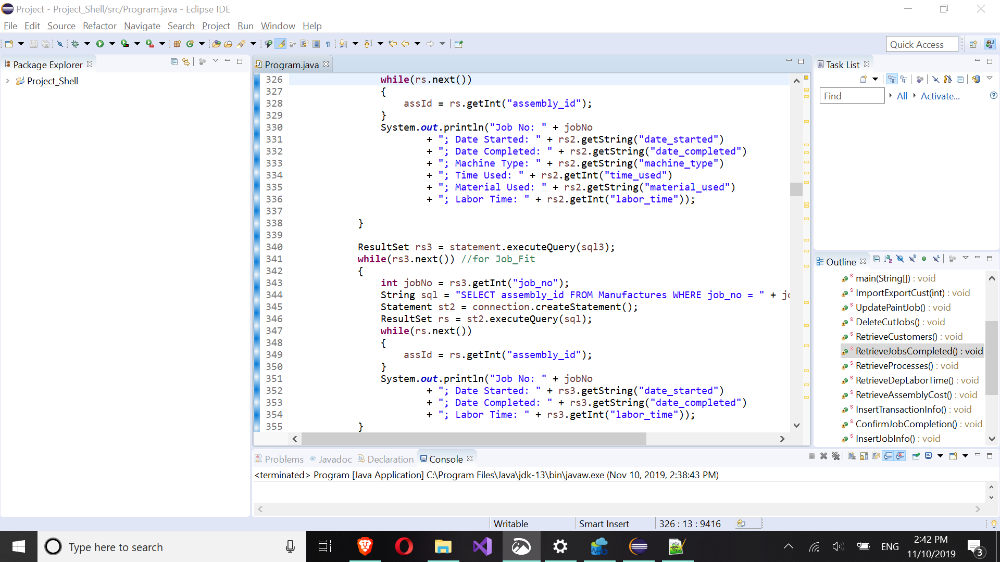 Project - Project_Shell/src/Program.java - Eclipse IDE
File Edit Source Refactor Navigate Search Project Run Window Help
Quick Access
Package Explorer
Project_Shell
Program.java
326 while(rs.next())
327 {
328 assId = rs.getInt("assembly_id");
329 }
330 System.out.println("Job No: " + jobNo
331 + "; Date Started: " + rs2.getString("date_started")
332 + "; Date Completed: " + rs2.getString("date_completed")
333 + "; Machine Type: " + rs2.getString("machine_type")
334 + "; Time Used: " + rs2.getInt("time_used")
335 + "; Material Used: " + rs2.getString("material_used")
336 + "; Labor Time: " + rs2.getInt("labor_time"));
337
338 }
339
340 ResultSet rs3 = statement.executeQuery(sql3);
341 while(rs3.next()) //for Job_Fit
342 {
343 int jobNo = rs3.getInt("job_no");
344 String sql = "SELECT assembly_id FROM Manufactures WHERE job_no = " + jo
345 Statement st2 = connection.createStatement();
346 ResultSet rs = st2.executeQuery(sql);
347 while(rs.next())
348 {
349 assId = rs.getInt("assembly_id");
350 }
351 System.out.println("Job No: " + jobNo
352 + "; Date Started: " + rs3.getString("date_started")
353 + "; Date Completed: " + rs3.getString("date_completed")
354 + "; Labor Time: " + rs3.getInt("labor_time"));
355 }
Task List
Find All Activate...
Outline
main(String[]) : void
ImportExportCust(int) : void
UpdatePaintJob() : void
DeleteCutJobs() : void
RetrieveCustomers() : void
RetrieveJobsCompleted() : void
RetrieveProcesses() : void
RetrieveDepLaborTime() : void
RetrieveAssemblyCost() : void
InsertTransactionInfo() : void
ConfirmJobCompletion() : void
InsertJobInfo() : void
Problems @ Javadoc Declaration Console
<terminated> Program [Java Application] C:\Program Files\Java\jdk-13\bin\javaw.exe (Nov 10, 2019, 2:38:43 PM)
Writable Smart Insert 326 : 13 : 9416
Type here to search
ENG
2:42 PM
11/10/2019
3